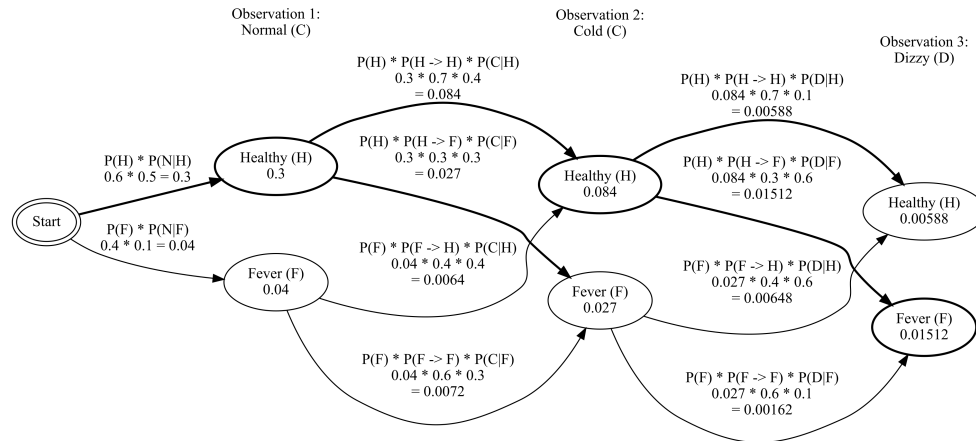 Observation 1:
Normal (C)
Observation 2:
Cold (C)
Observation 3:
Dizzy (D)
P(H) * P(H -> H) * P(C|H)
0.3 * 0.7 * 0.4
= 0.084
P(H) * P(H -> H) * P(D|H)
0.084 * 0.7 * 0.1
= 0.00588
P(H) * P(N|H)
0.6 * 0.5 = 0.3
Healthy (H)
0.3
P(H) * P(H -> F) * P(C|F)
0.3 * 0.3 * 0.3
= 0.027
Healthy (H)
0.084
P(H) * P(H -> F) * P(D|F)
0.084 * 0.3 * 0.6
= 0.01512
Healthy (H)
0.00588
Start
P(F) * P(N|F)
0.4 * 0.1 = 0.04
Fever (F)
0.04
P(F) * P(F -> H) * P(C|H)
0.04 * 0.4 * 0.4
= 0.0064
Fever (F)
0.027
P(F) * P(F -> H) * P(D|H)
0.027 * 0.4 * 0.6
= 0.00648
Fever (F)
0.01512
P(F) * P(F -> F) * P(C|F)
0.04 * 0.6 * 0.3
= 0.0072
P(F) * P(F -> F) * P(D|F)
0.027 * 0.6 * 0.1
= 0.00162